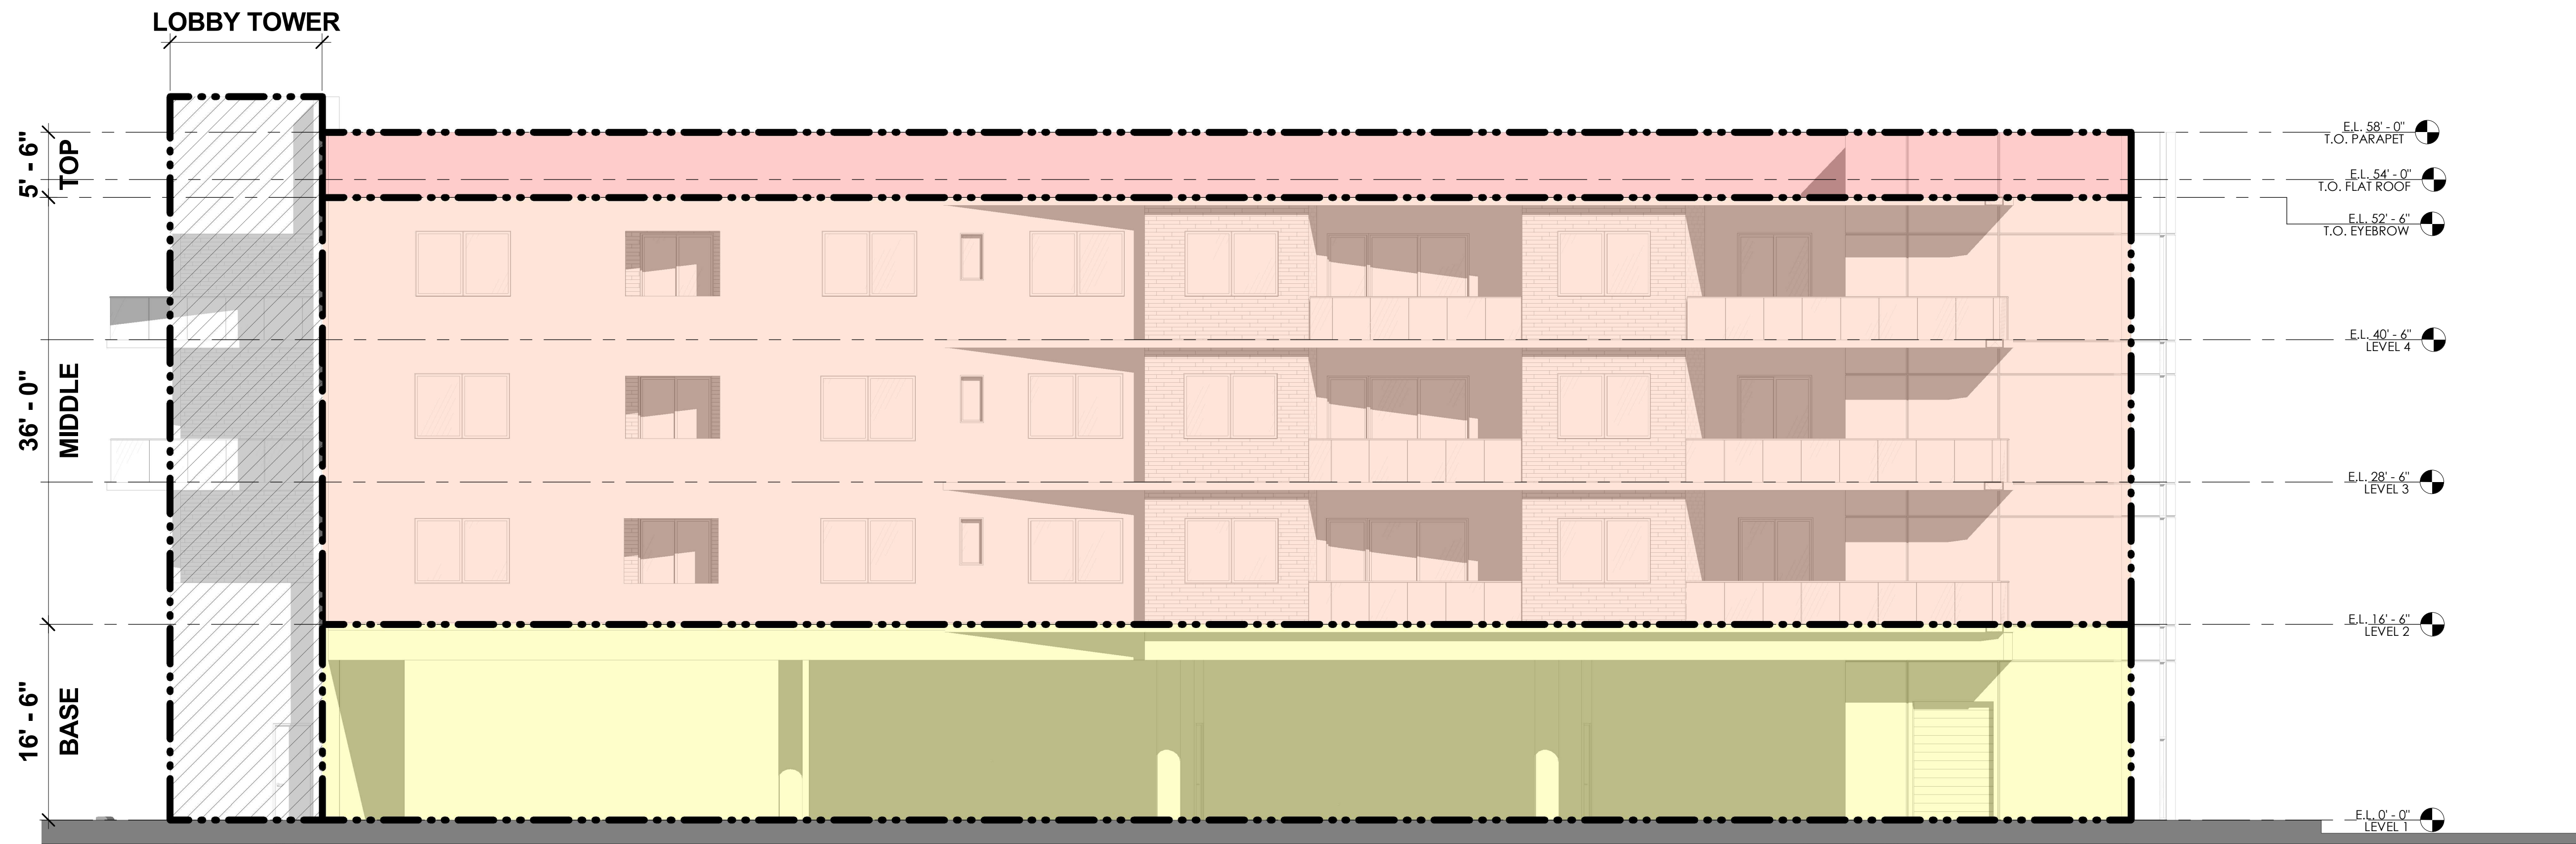 LOBBY TOWER
5' - 6"
TOP
36' - 0"
MIDDLE
16' - 6"
BASE
E.L. 58' - 0"
T.O. PARAPET
E.L. 54' - 0"
T.O. FLAT ROOF
E.L. 52' - 6"
T.O. EYEBROW
E.L. 40' - 6"
LEVEL 4
E.L. 28' - 6"
LEVEL 3
E.L. 16' - 6"
LEVEL 2
E.L. 0' - 0"
LEVEL 1